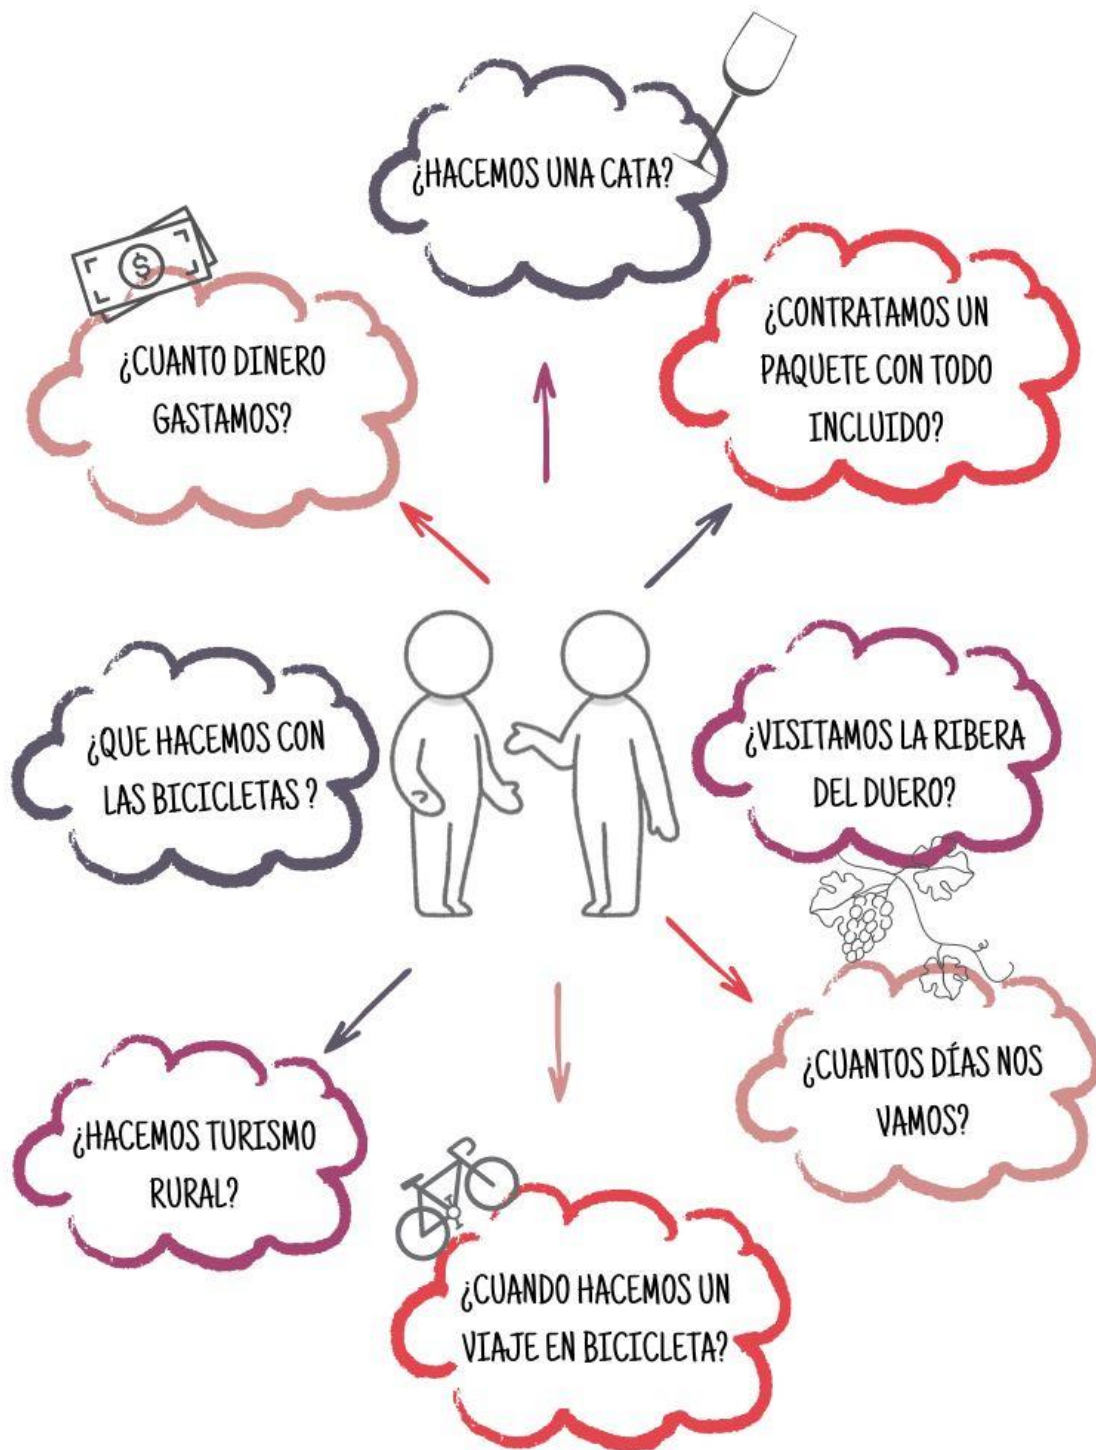 ¿HACEMOS UNA CATA?
¿CONTRATAMOS UN
PAQUETE CON TODO
INCLUIDO?
¿CUANTO DINERO
GASTAMOS?
¿QUE HACEMOS CON
LAS BICICLETAS ?
¿VISITAMOS LA RIBERA
DEL DUERO?
¿CUANTOS DÍAS NOS
VAMOS?
¿HACEMOS TURISMO
RURAL?
¿CUANDO HACEMOS UN
VIAJE EN BICICLETA?